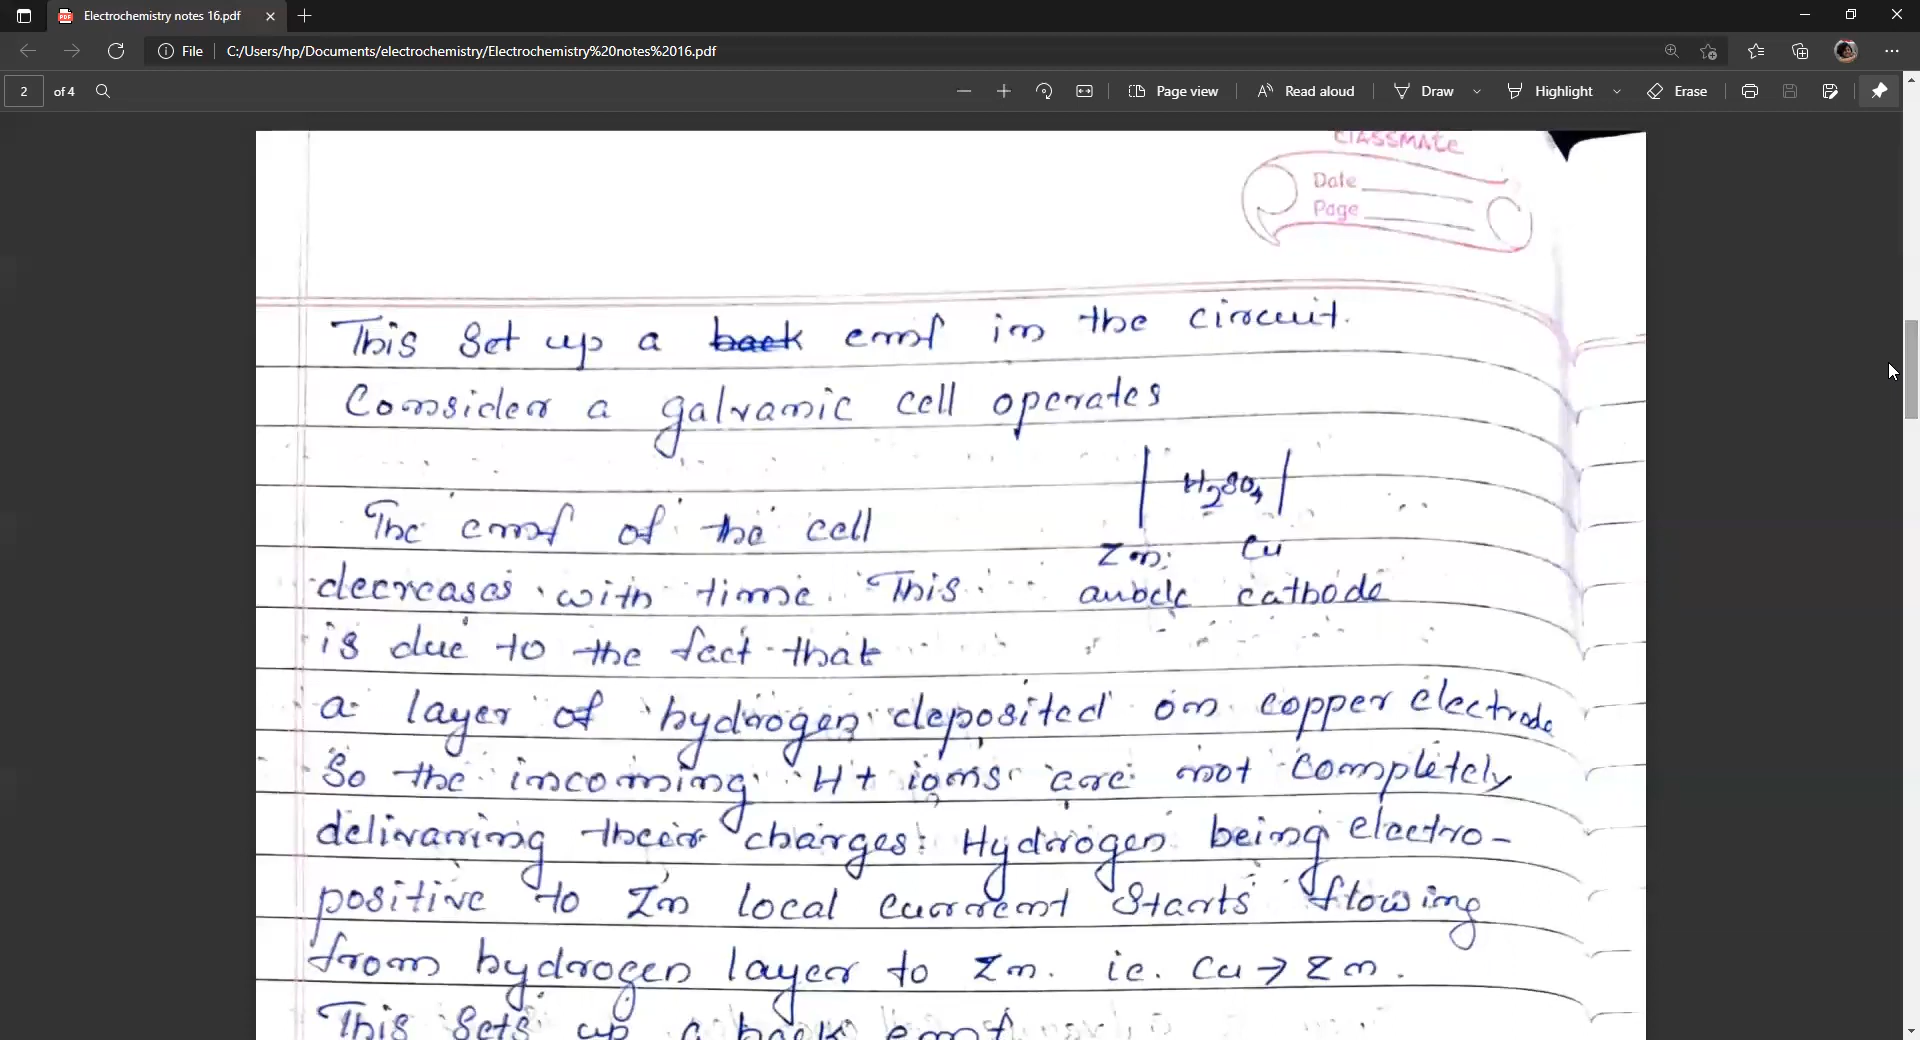 Electrochemistry notes 16.pdf
File
C:/Users/hp/Documents/electrochemistry/Electrochemistry%20notes%2016.pdf
2 of 4
Page view
Read aloud
Draw
Highlight
Erase
CLASSMATE
Date
Page
This set up a back emf in the circuit.
Consider a galvanic cell operates
H2SO4
The emf of the cell
Zn Cu
decreases with time. This anode cathode
is due to the fact that
a layer of hydrogen deposited on copper electrode
So the incoming H+ ions are not completely
delivaring their charges. Hydrogen being electro-
positive to Zn local current starts flowing
from hydrogen layer to Zn. ie. Cu → Zn.
This sets up a back emf